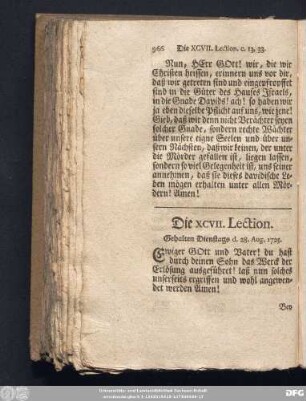 966 Die XCVII. Lection. c. 13, 33.
Nun, HErr GOtt! wir, die wir
Christen heissen, erinnern uns vor dir,
daß wir getreten sind und eingepfropffet
sind in die Güter des Hauses Israels,
in die Gnade Davids! ach! so haben wir
ja eben dieselbe Pflicht auf uns, wie jene!
Gieb, daß wir denn nicht Verächter seyen
solcher Gnade, sondern rechte Wächter
über unsere eigne Seelen und über un-
sern Nächsten, daß wir keinen, der unter
die Mörder gefallen ist, liegen lassen,
sondern so viel Gelegenheit ist, uns seiner
annehmen, daß sie dieses davidische Le-
ben mögen erhalten unter allen Mör-
dern! Amen!
Die XCVII. Lection.
Gehalten Dienstags d. 28. Aug. 1725.
Ewiger GOtt und Vater! du hast
durch deinen Sohn das Werck der
Erlösung ausgeführet! laß nun solches
unserseits ergriffen und wohl angewen-
det werden Amen!
Bey